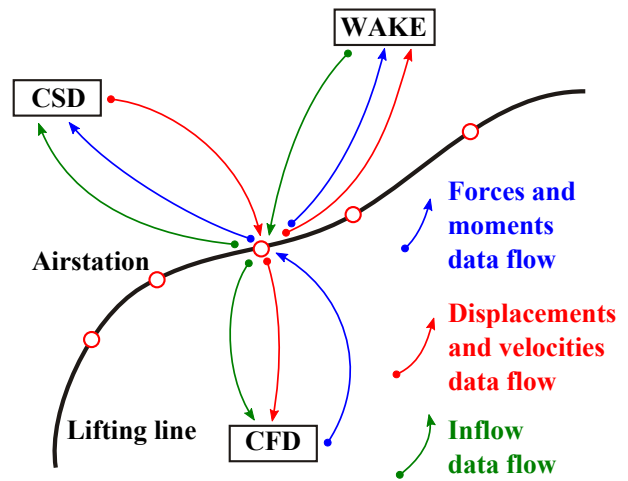 WAKE
CSD
Airstation
Lifting line
CFD
Forces and
moments
data flow
Displacements
and velocities
data flow
Inflow
data flow